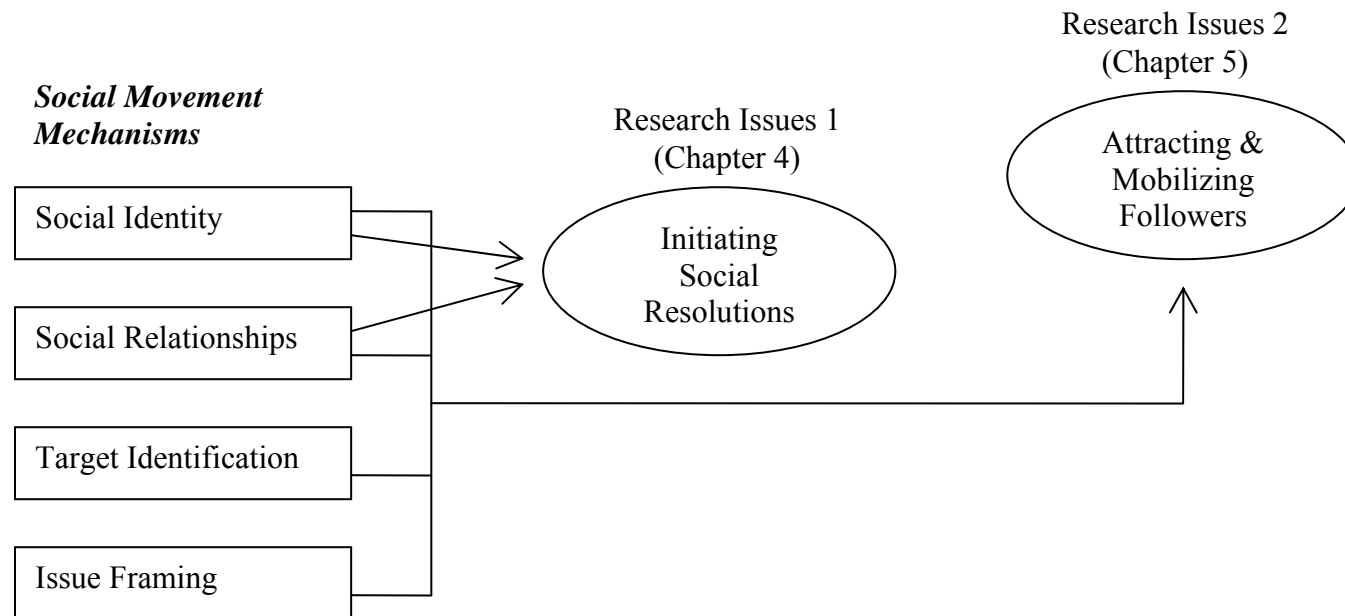 Social Movement
Mechanisms
Social Identity
Social Relationships
Target Identification
Issue Framing
Research Issues 1
(Chapter 4)
Initiating
Social
Resolutions
Research Issues 2
(Chapter 5)
Attracting &
Mobilizing
Followers